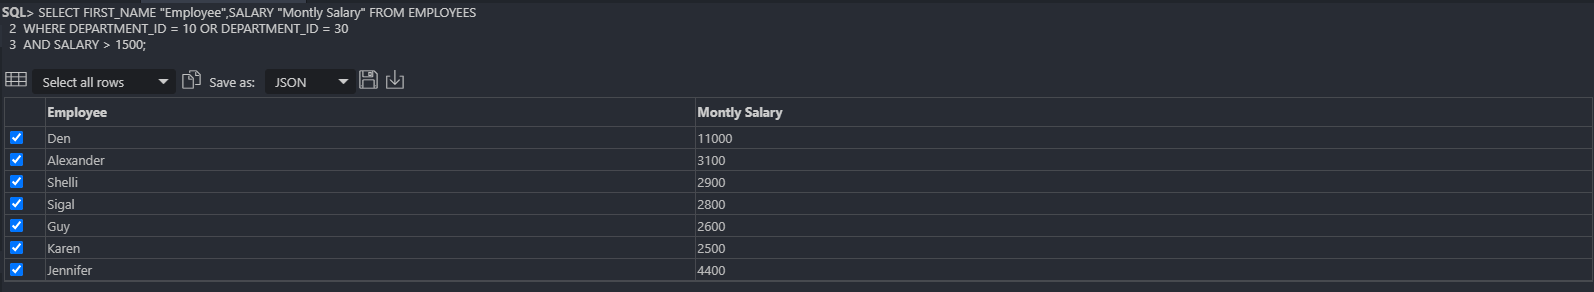 SQL> SELECT FIRST_NAME "Employee",SALARY "Montly Salary" FROM EMPLOYEES
2 WHERE DEPARTMENT_ID = 10 OR DEPARTMENT_ID = 30
3 AND SALARY > 1500;
Select all rows Save as: JSON
Employee Montly Salary
Den 11000
Alexander 3100
Shelli 2900
Sigal 2800
Guy 2600
Karen 2500
Jennifer 4400